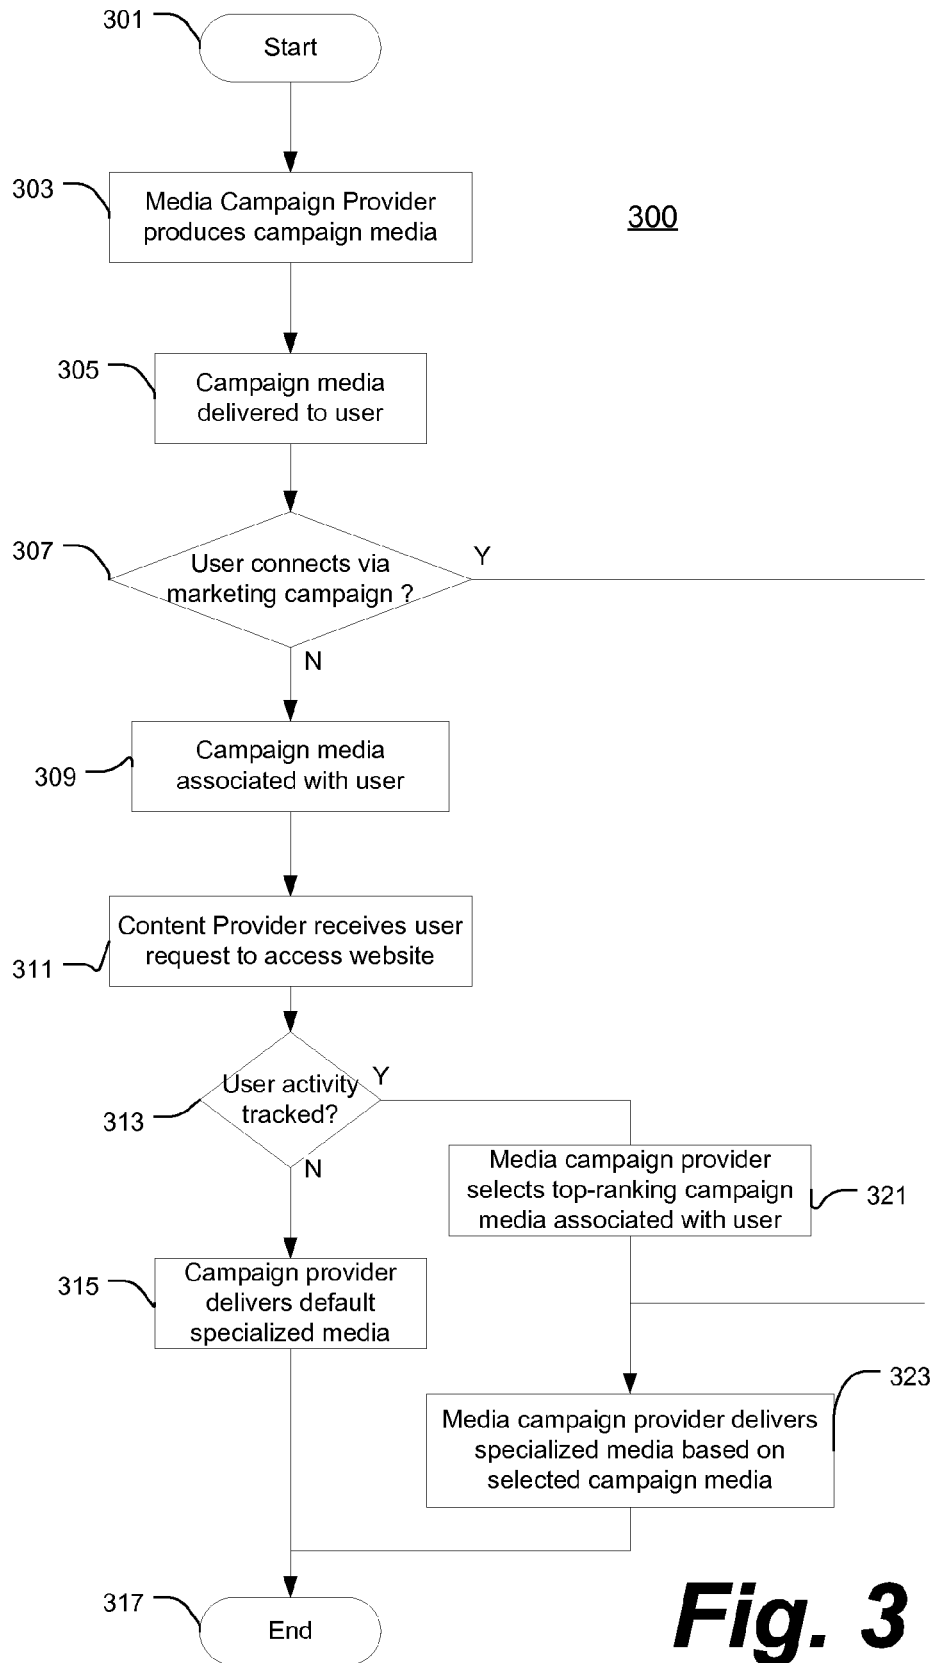 301
Start
303
Media Campaign Provider
produces campaign media
300
305
Campaign media
delivered to user
307
User connects via
marketing campaign ?
Y
N
309
Campaign media
associated with user
Content Provider receives user
request to access website
311
User activity
tracked?
Y
313
N
Media campaign provider
selects top-ranking campaign
media associated with user
321
315
Campaign provider
delivers default
specialized media
323
Media campaign provider delivers
specialized media based on
selected campaign media
317
End
Fig. 3